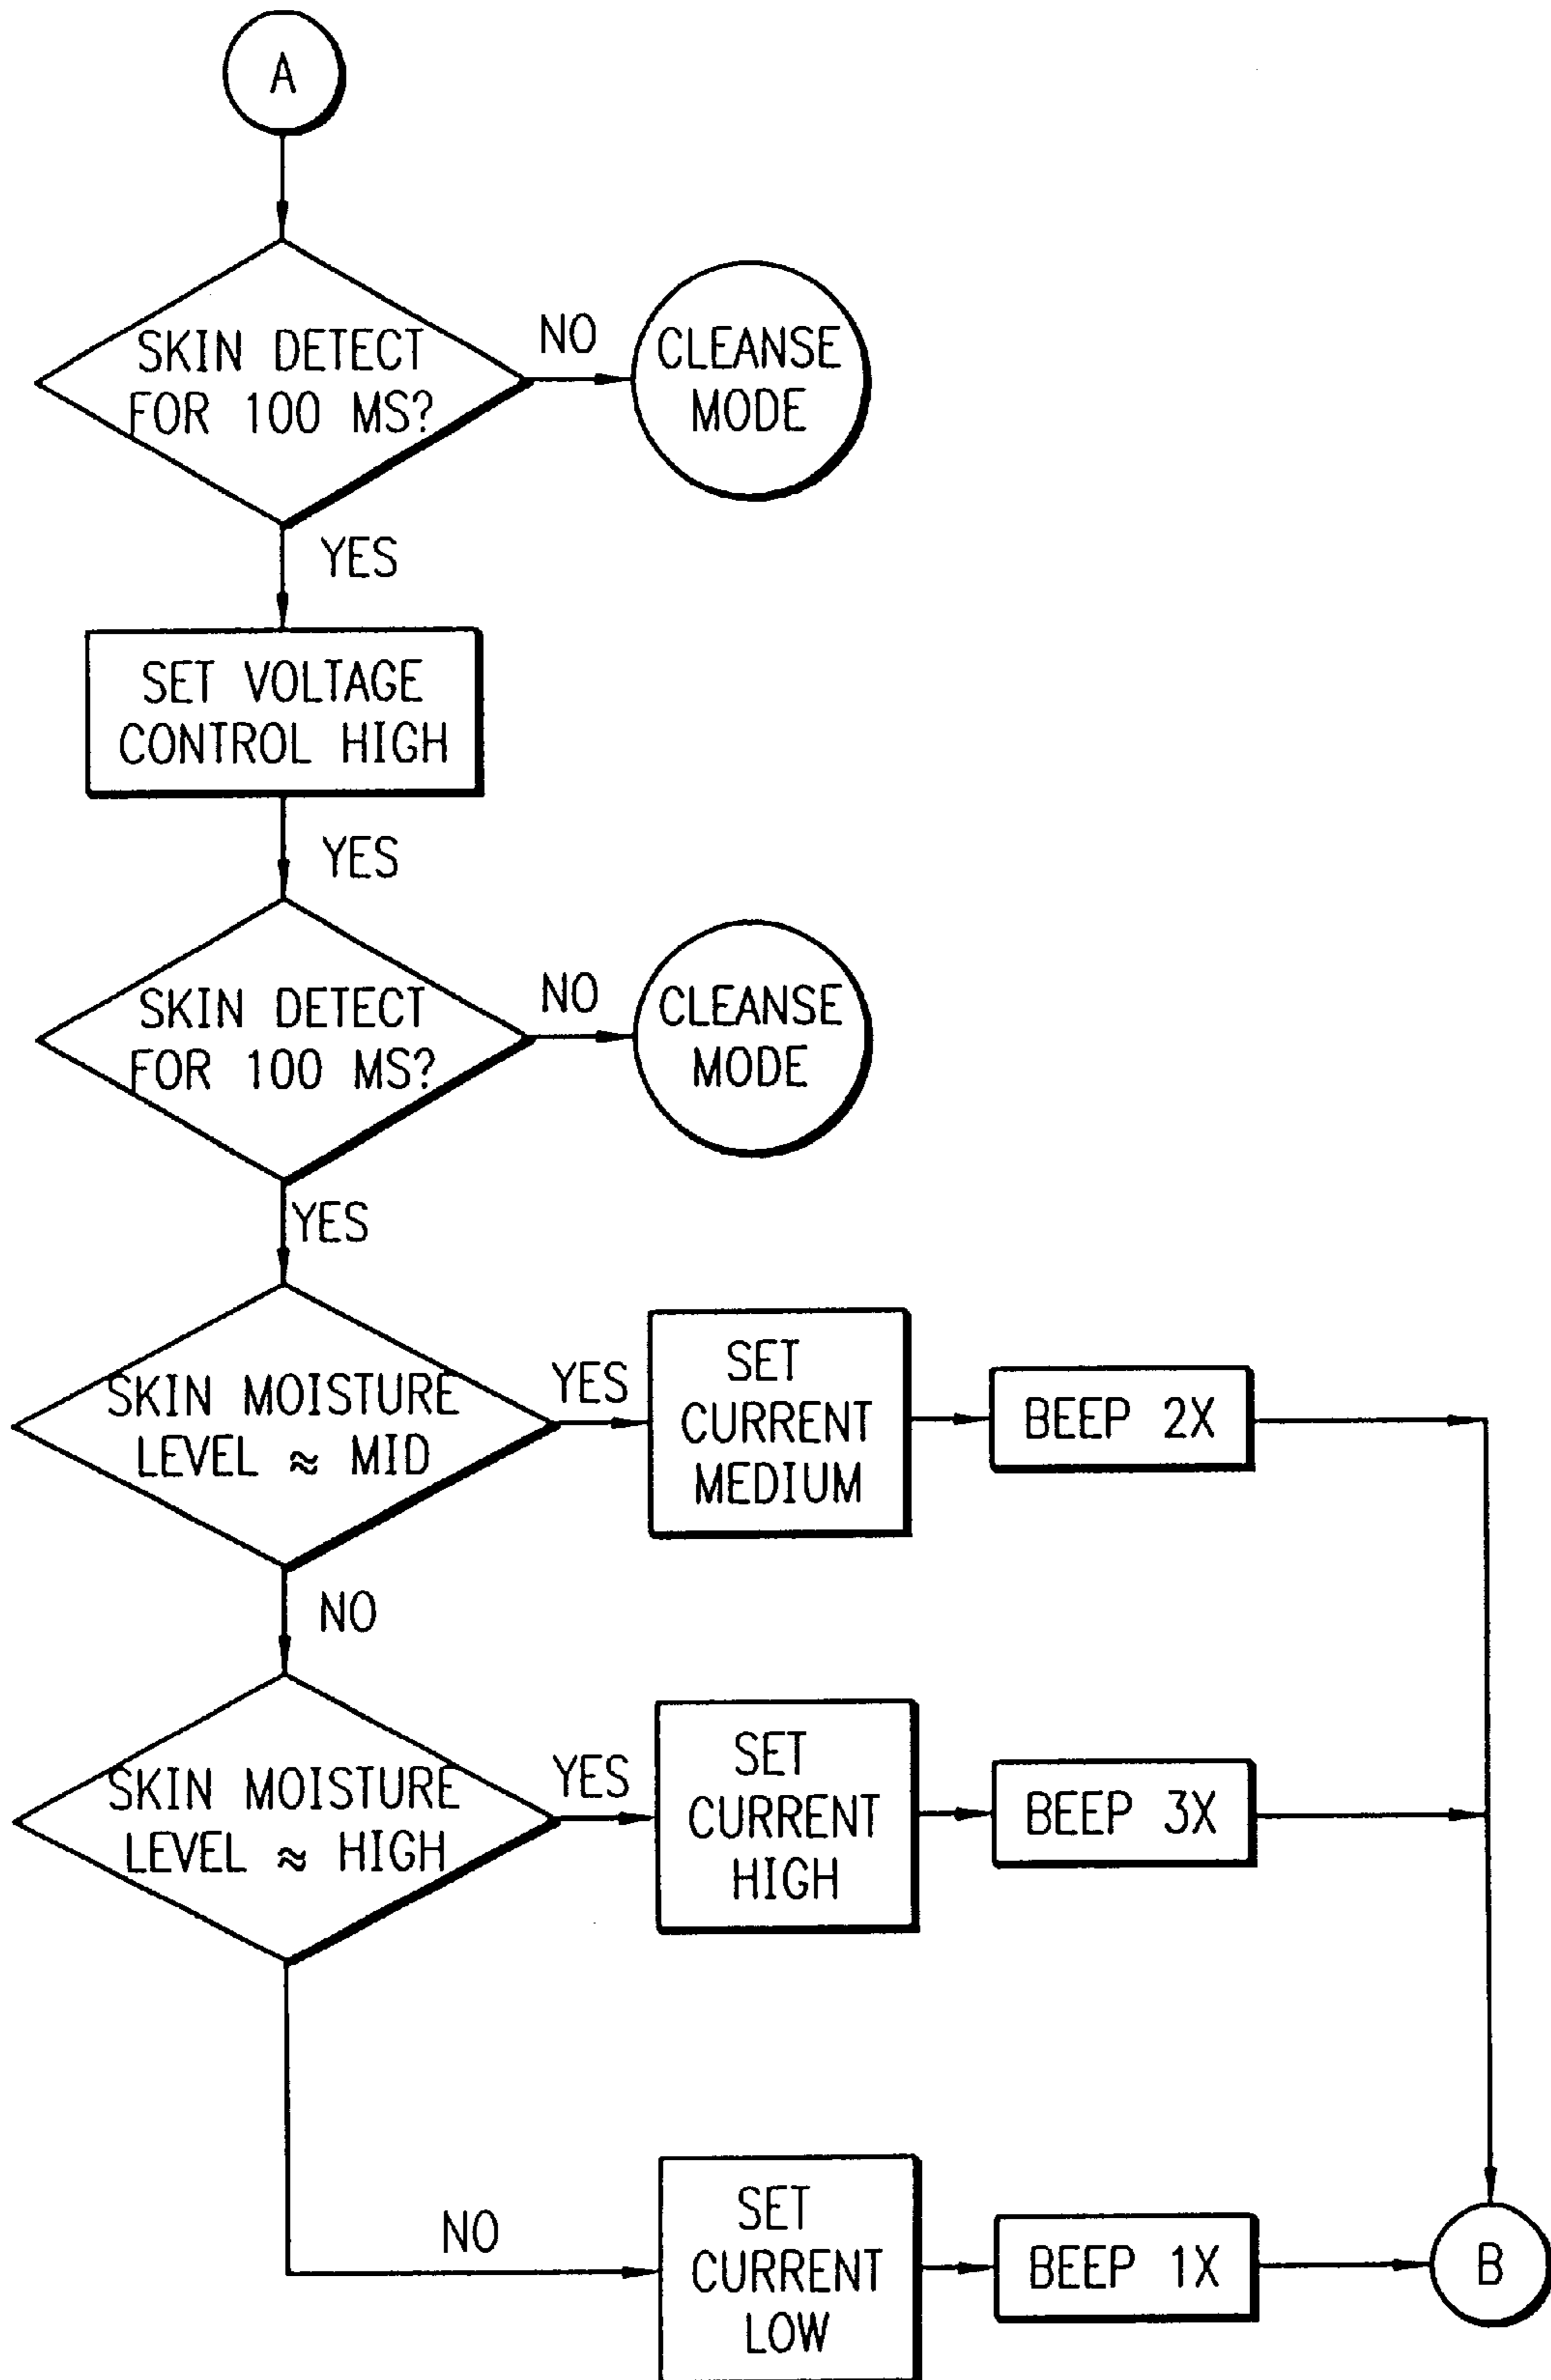 A
SKIN DETECT
FOR 100 MS?
NO
CLEANSE
MODE
YES
SET VOLTAGE
CONTROL HIGH
YES
SKIN DETECT
FOR 100 MS?
NO
CLEANSE
MODE
YES
SKIN MOISTURE
LEVEL ≈ MID
YES
SET
CURRENT
MEDIUM
BEEP 2X
NO
SKIN MOISTURE
LEVEL ≈ HIGH
YES
SET
CURRENT
HIGH
BEEP 3X
NO
SET
CURRENT
LOW
BEEP 1X
B